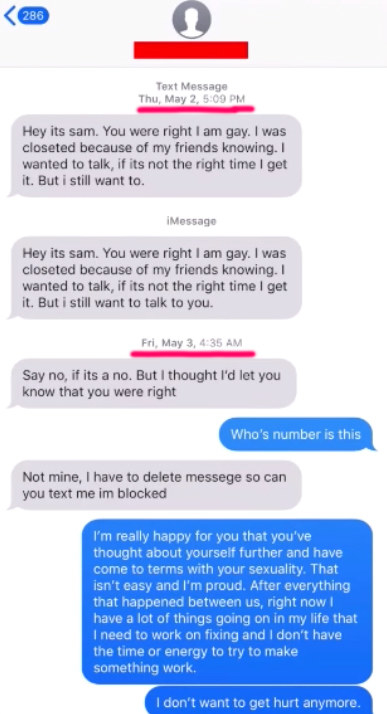 286
Text Message
Thu, May 2, 5:09 PM
Hey its sam. You were right I am gay. I was
closeted because of my friends knowing. I
wanted to talk, if its not the right time I get
it. But i still want to.
iMessage
Hey its sam. You were right I am gay. I was
closeted because of my friends knowing. I
wanted to talk, if its not the right time I get
it. But i still want to talk to you.
Fri, May 3, 4:35 AM
Say no, if its a no. But I thought I'd let you
know that you were right
Who's number is this
Not mine, I have to delete messege so can
you text me im blocked
I'm really happy for you that you've
thought about yourself further and have
come to terms with your sexuality. That
isn't easy and I'm proud. After everything
that happened between us, right now I
have a lot of things going on in my life that
I need to work on fixing and I don't have
the time or energy to try to make
something work.
I don't want to get hurt anymore.